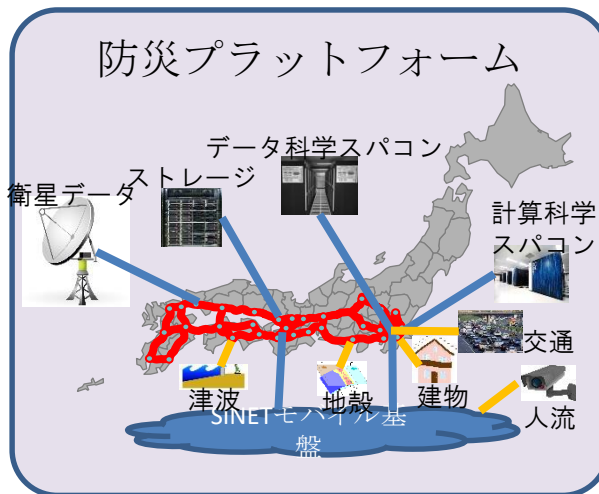 防災プラットフォーム
データ科学スパコン
ストレージ
衛星データ
計算科学
スパコン
交通
津波
地殻
建物
人流
SINETモバイル基
盤